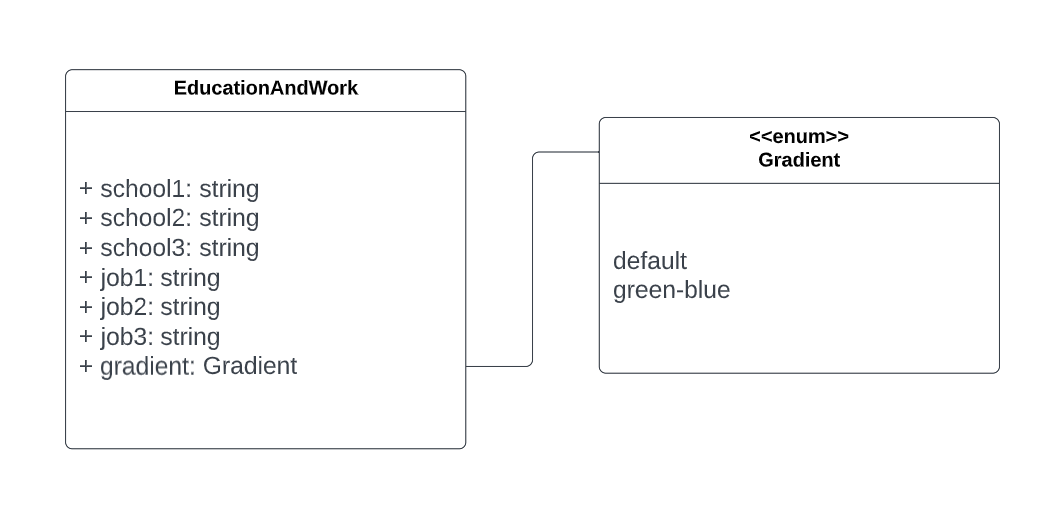 EducationAndWork
+ school1: string
+ school2: string
+ school3: string
+ job1: string
+ job2: string
+ job3: string
+ gradient: Gradient
<<enum>>
Gradient
default
green-blue